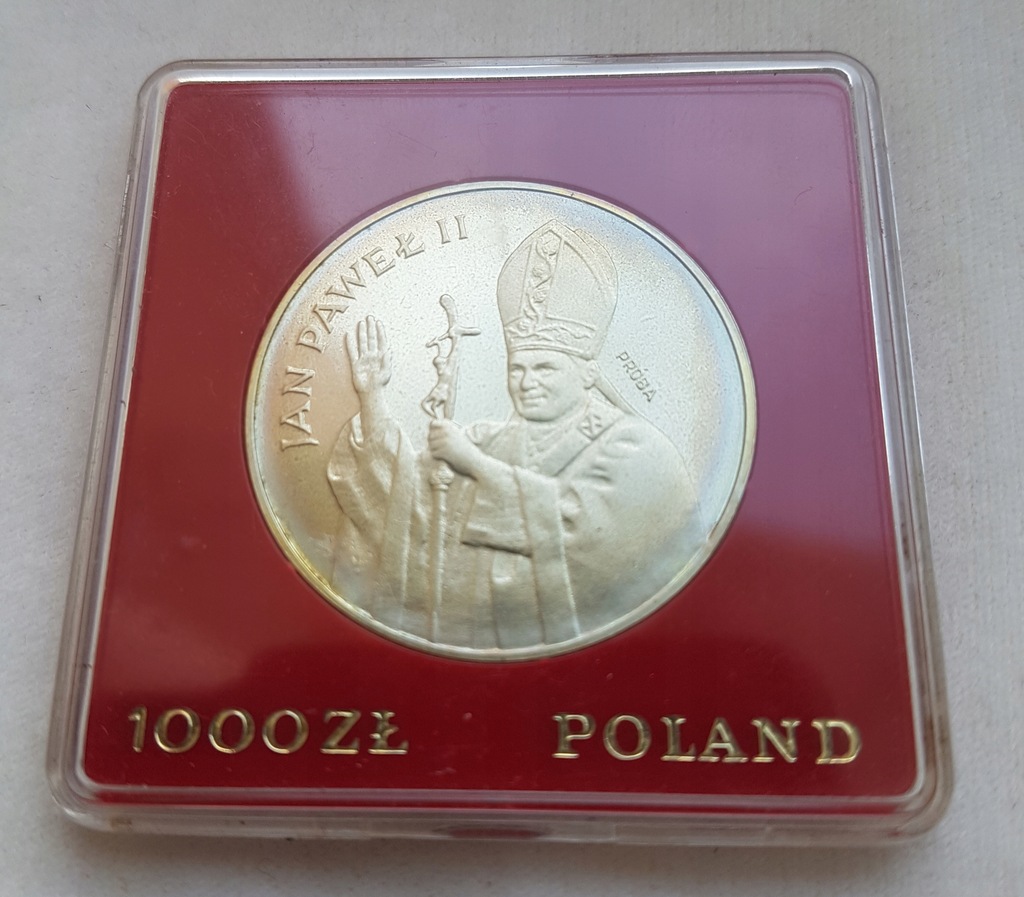 JAN PAWEŁ II
PRÓBA
1000 ZŁ POLAND